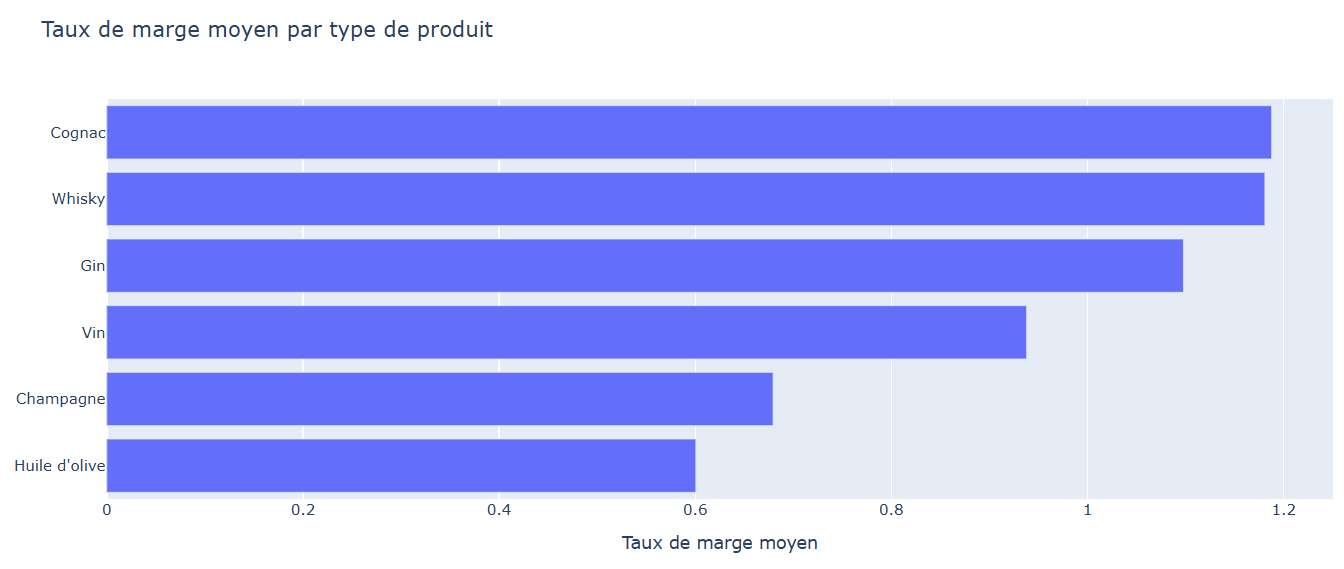 Taux de marge moyen par type de produit
Cognac
Whisky
Gin
Vin
Champagne
Huile d'olive
0 0.2 0.4 0.6 0.8 1 1.2
Taux de marge moyen